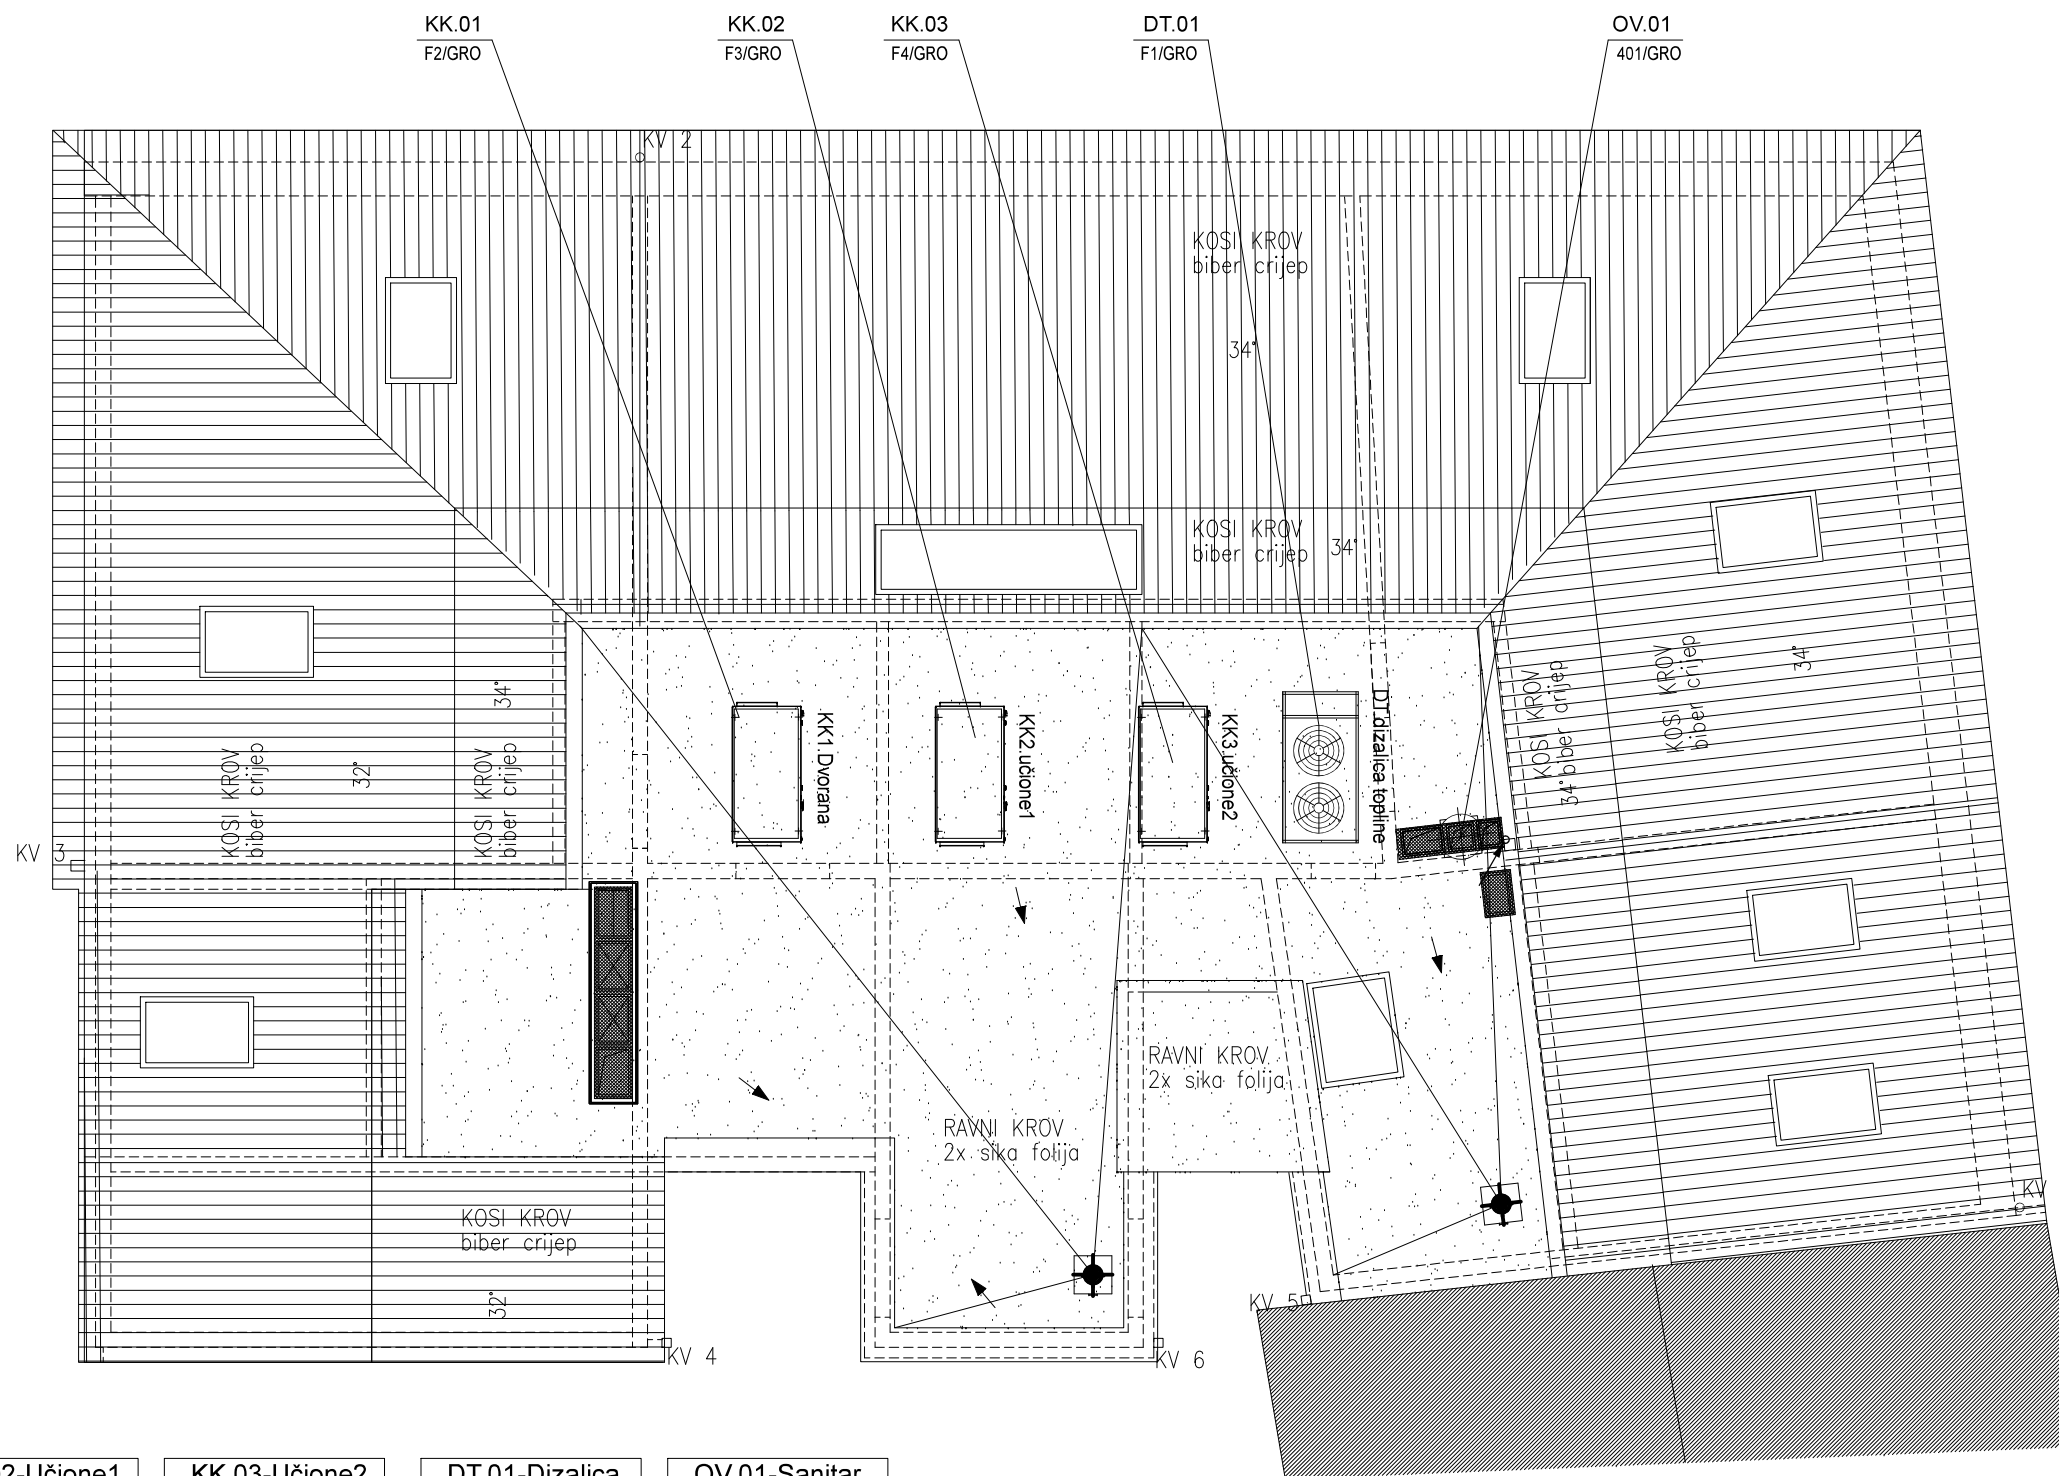 KK.01
F2/GRO
KK.02
F3/GRO
KK.03
F4/GRO
DT.01
F1/GRO
OV.01
401/GRO
KV 2
KOSI KROV
biber crijep
34°
KOSI KROV
biber crijep
34°
KOSI KROV
biber crijep
34°
KOSI KROV
biber crijep
34°
KOSI KROV
biber crijep
32°
KOSI KROV
biber crijep
34°
KK1.Dvorana
KK2.učione1
KK3.učione2
DT.dizalica topline
KV 3
RAVNI KROV
2x sika folija
RAVNI KROV
2x sika folija
KOSI KROV
biber crijep
32°
KV
KV 5
KV 4
KV 6
2-Učione1
KK.03-Učione2
DT.01-Dizalica
OV.01-Sanitar